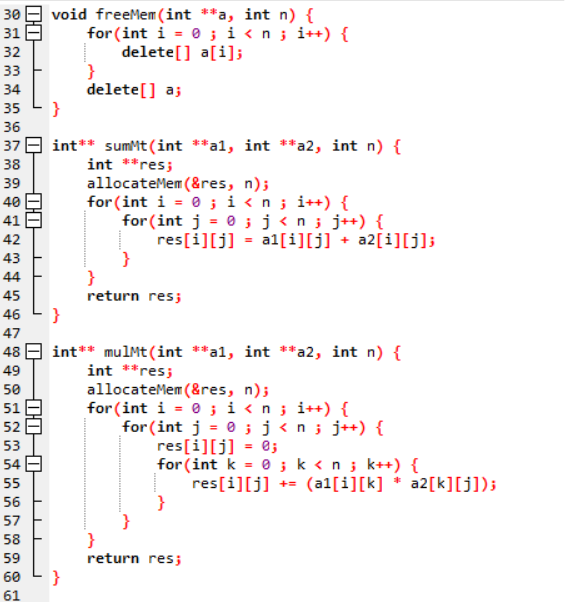 30 void freeMem(int **a, int n) {
31     for(int i = 0 ; i < n ; i++) {
32         delete[] a[i];
33     }
34     delete[] a;
35 }
36
37 int** sumMt(int **a1, int **a2, int n) {
38     int **res;
39     allocateMem(&res, n);
40     for(int i = 0 ; i < n ; i++) {
41         for(int j = 0 ; j < n ; j++) {
42             res[i][j] = a1[i][j] + a2[i][j];
43         }
44     }
45     return res;
46 }
47
48 int** mulMt(int **a1, int **a2, int n) {
49     int **res;
50     allocateMem(&res, n);
51     for(int i = 0 ; i < n ; i++) {
52         for(int j = 0 ; j < n ; j++) {
53             res[i][j] = 0;
54             for(int k = 0 ; k < n ; k++) {
55                 res[i][j] += (a1[i][k] * a2[k][j]);
56             }
57         }
58     }
59     return res;
60 }
61